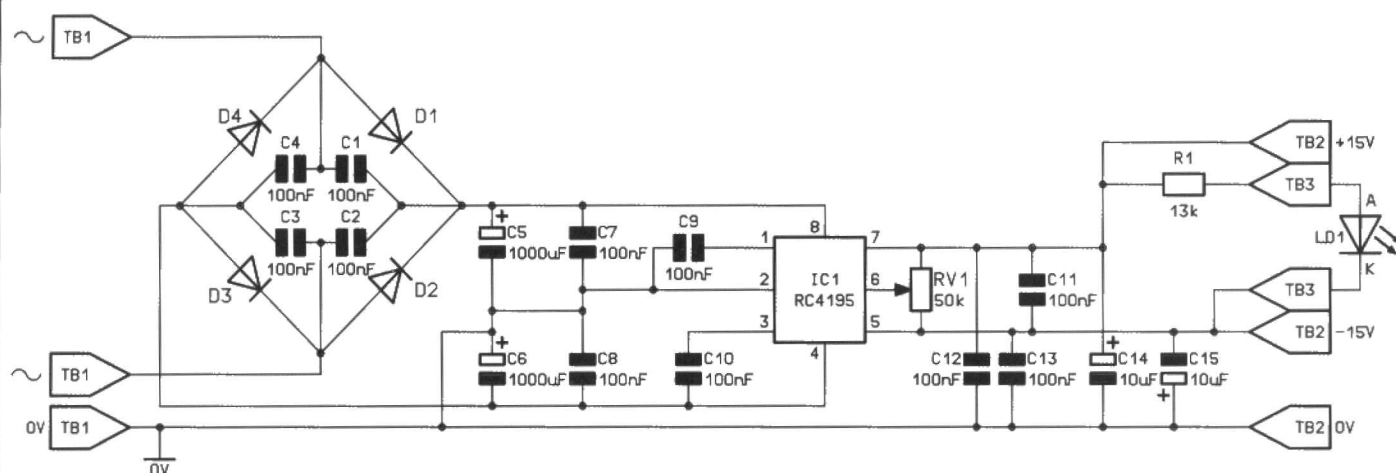 ∼ TB1
D4
D1
C4
C1
100nF
100nF
C3
C2
100nF
100nF
D3
D2
∼ TB1
0V TB1
0V
+
C5
1000uF
C7
100nF
C9
100nF
+
C6
1000uF
C8
100nF
C10
100nF
1
2
3
8
4
IC1
RC4195
7
6
5
RV1
50k
C11
100nF
C12
100nF
C13
100nF
+
C14
10uF
C15
10uF
+
R1
13k
TB2 +15V
TB3
A
LD1
K
TB3
TB2 -15V
TB2 0V